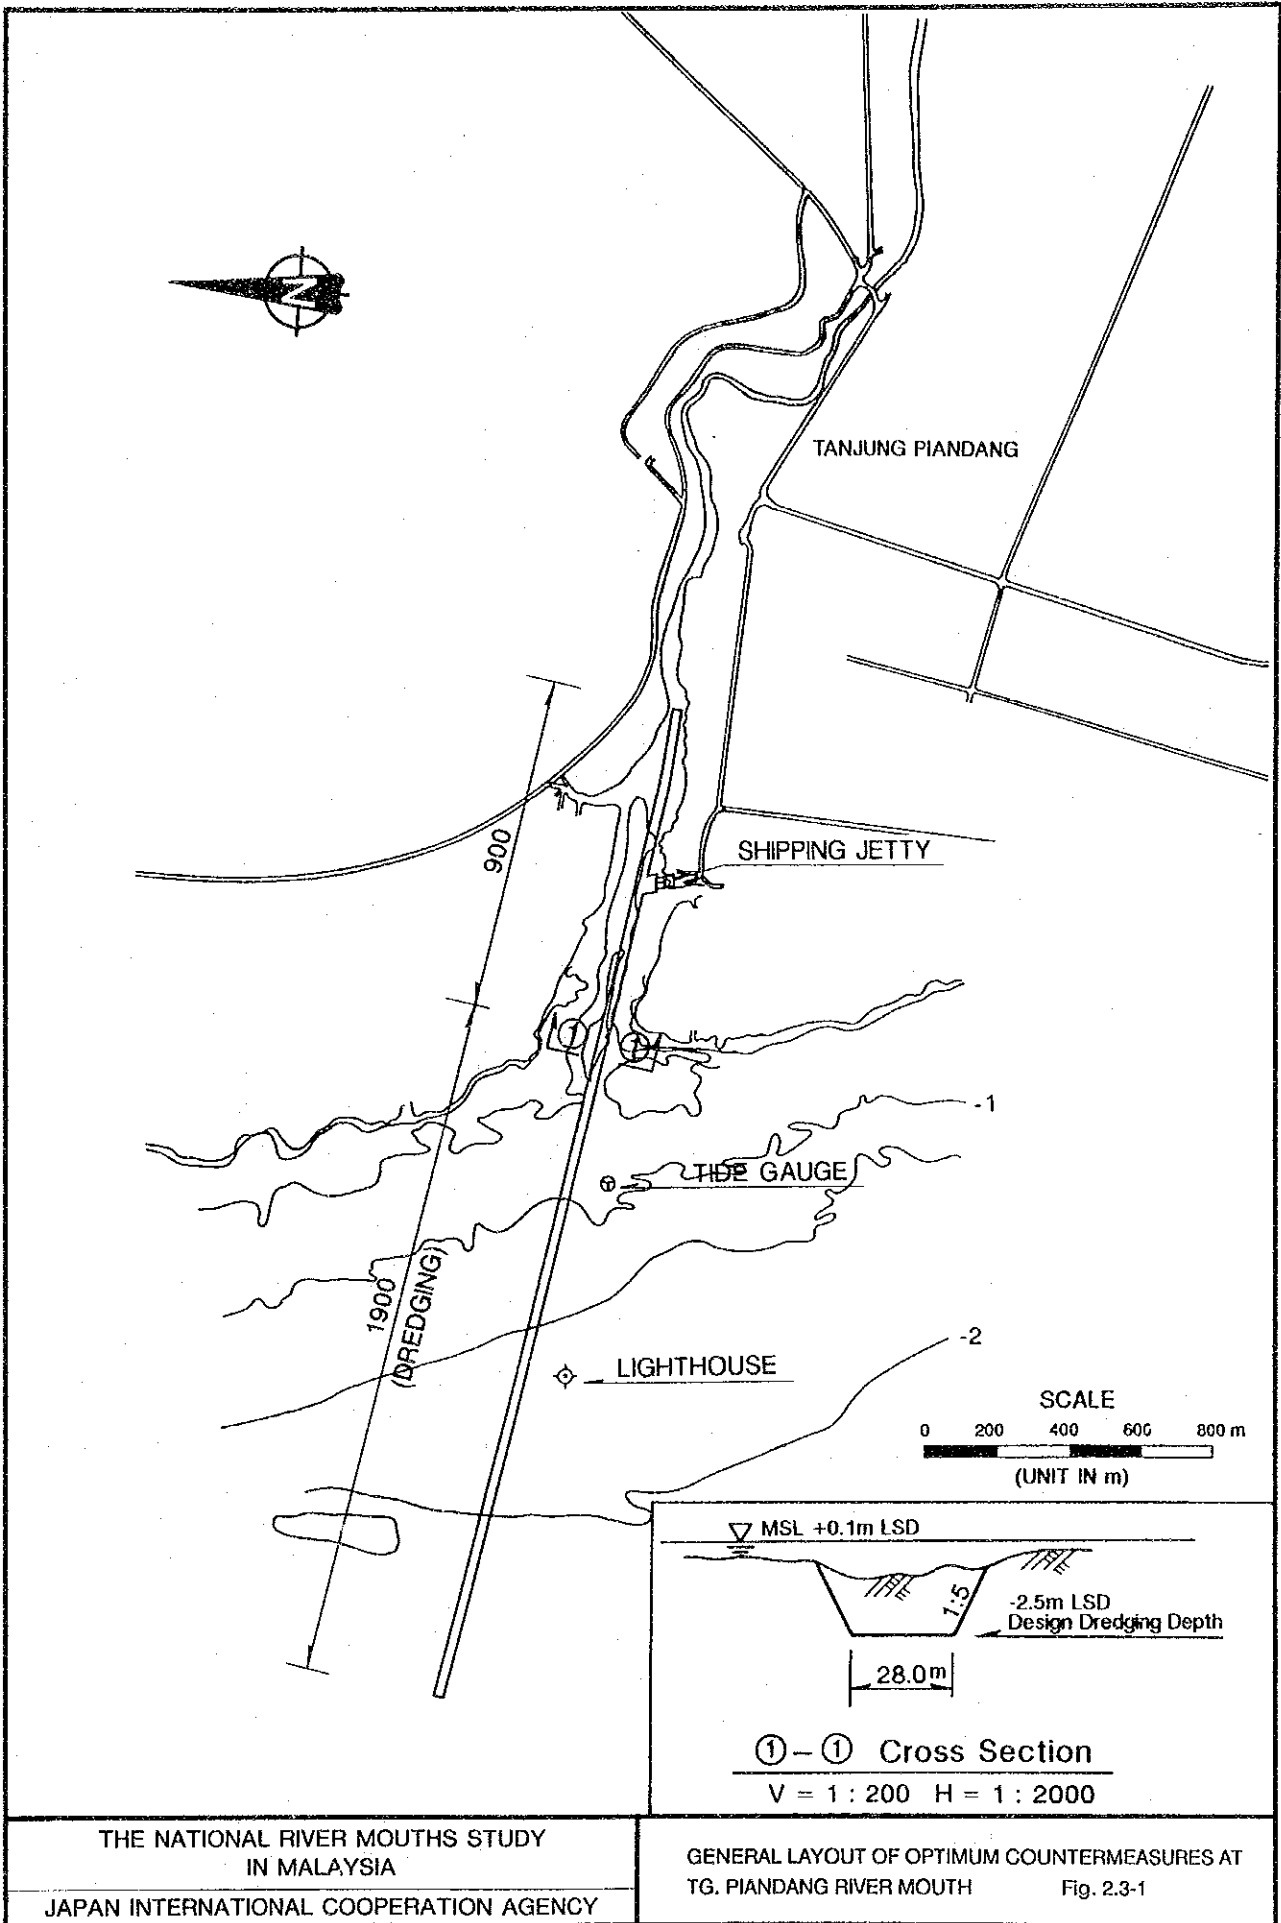 N
TANJUNG PIANDANG
900
SHIPPING JETTY
1
1
-1
TIDE GAUGE
1900
(DREDGING)
-2
LIGHTHOUSE
SCALE
0 200 400 600 800 m
(UNIT IN m)
MSL +0.1m LSD
1:5
-2.5m LSD
Design Dredging Depth
28.0m
①-① Cross Section
V = 1 : 200 H = 1 : 2000
THE NATIONAL RIVER MOUTHS STUDY
IN MALAYSIA
JAPAN INTERNATIONAL COOPERATION AGENCY
GENERAL LAYOUT OF OPTIMUM COUNTERMEASURES AT
TG. PIANDANG RIVER MOUTH Fig. 2.3-1